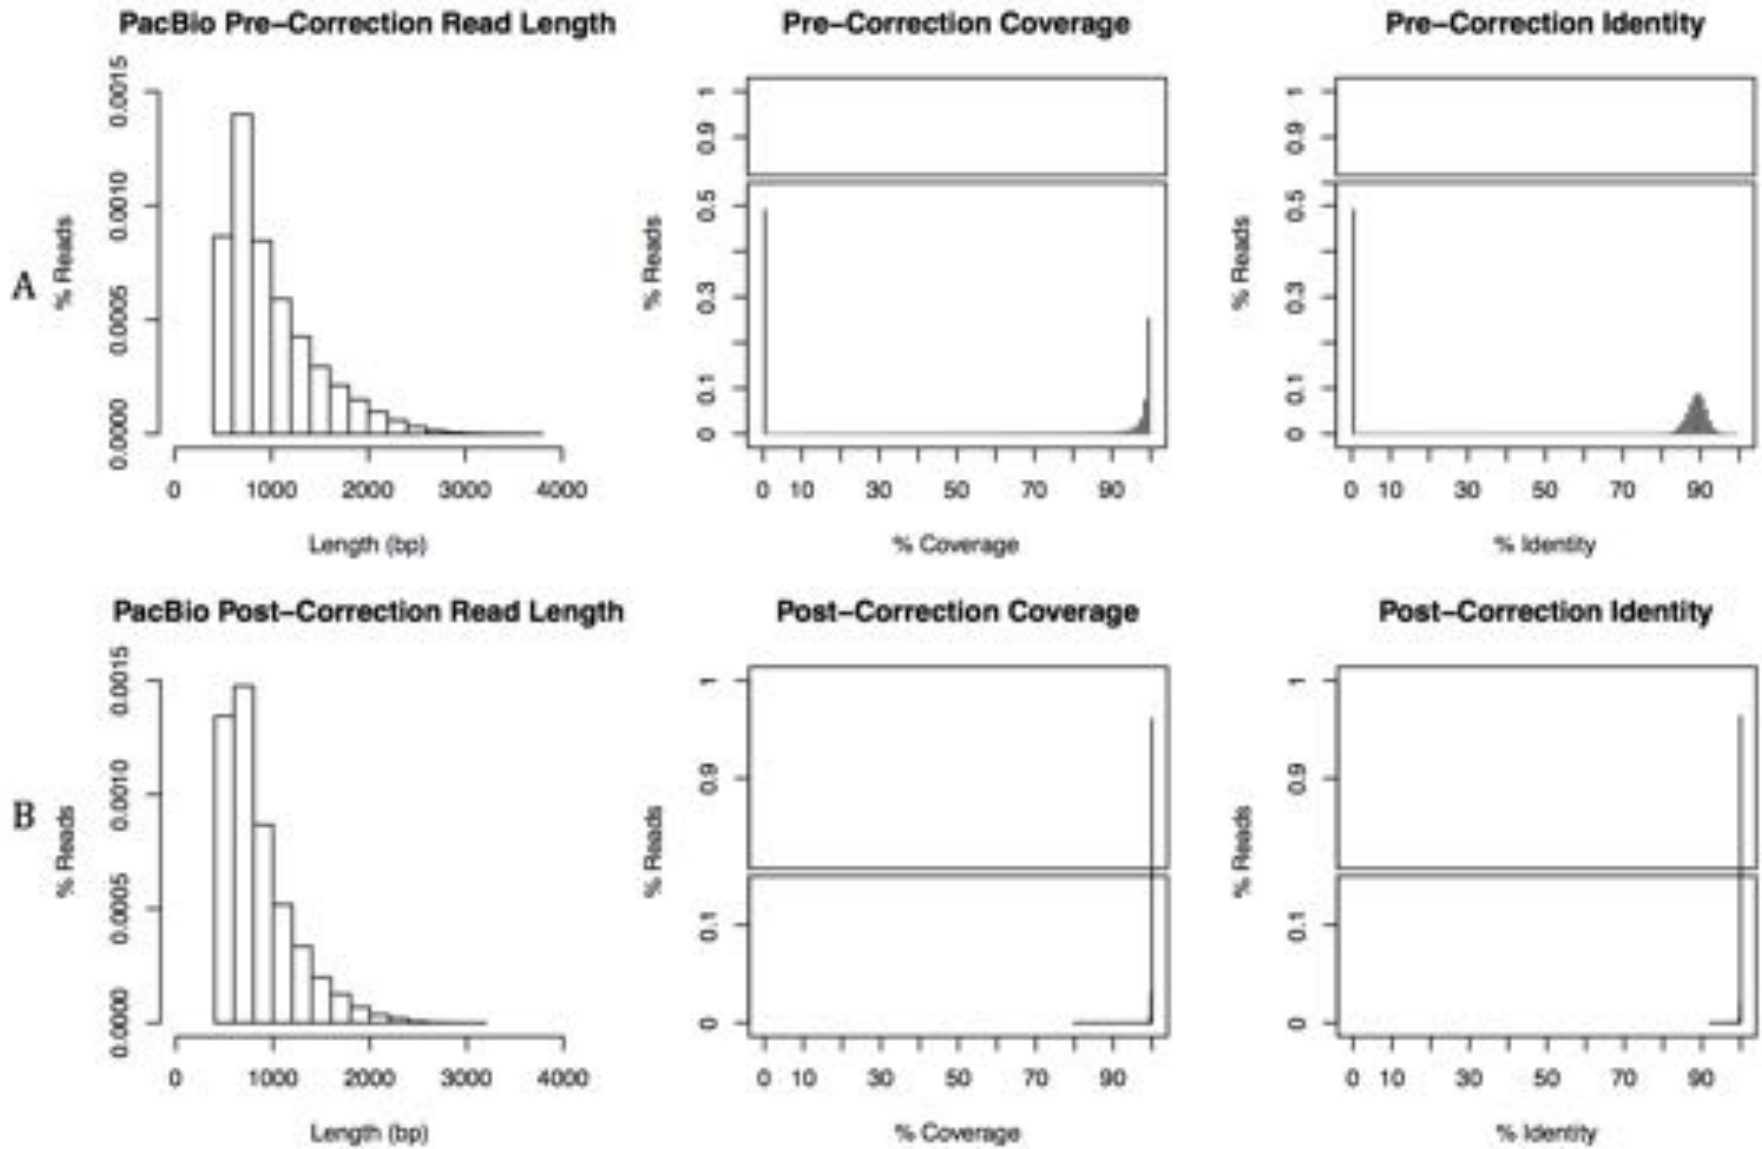 PacBio Pre-Correction Read Length
Pre-Correction Coverage
Pre-Correction Identity
A
% Reads
0.0000 0.0005 0.0010 0.0015
0 1000 2000 3000 4000
Length (bp)
% Reads
0 0.1 0.3 0.5 0.9 1
0 10 30 50 70 90
% Coverage
% Reads
0 0.1 0.3 0.5 0.9 1
0 10 30 50 70 90
% Identity
PacBio Post-Correction Read Length
Post-Correction Coverage
Post-Correction Identity
B
% Reads
0.0000 0.0005 0.0010 0.0015
0 1000 2000 3000 4000
Length (bp)
% Reads
0 0.1 0.9 1
0 10 30 50 70 90
% Coverage
% Reads
0 0.1 0.9 1
0 10 30 50 70 90
% Identity